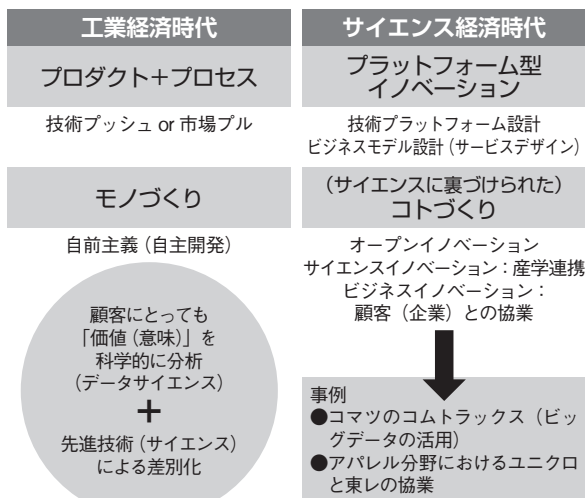 工業経済時代
プロダクト+プロセス
技術プッシュ or 市場プル
モノづくり
自前主義(自主開発)
顧客にとっても
「価値(意味)」を
科学的に分析
(データサイエンス)
+
先進技術(サイエンス)
による差別化
サイエンス経済時代
プラットフォーム型
イノベーション
技術プラットフォーム設計
ビジネスモデル設計(サービスデザイン)
(サイエンスに裏づけられた)
コトづくり
オープンイノベーション
サイエンスイノベーション:産学連携
ビジネスイノベーション:
顧客(企業)との協業
事例
●コマツのコムトラックス(ビッ
グデータの活用)
●アパレル分野におけるユニクロ
と東レの協業